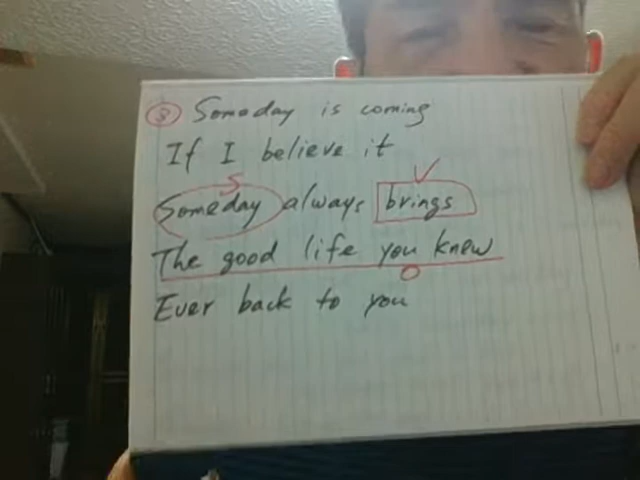 ③ Someday is coming
If I believe it
S
Someday always brings
The good life you knew
O
Ever back to you